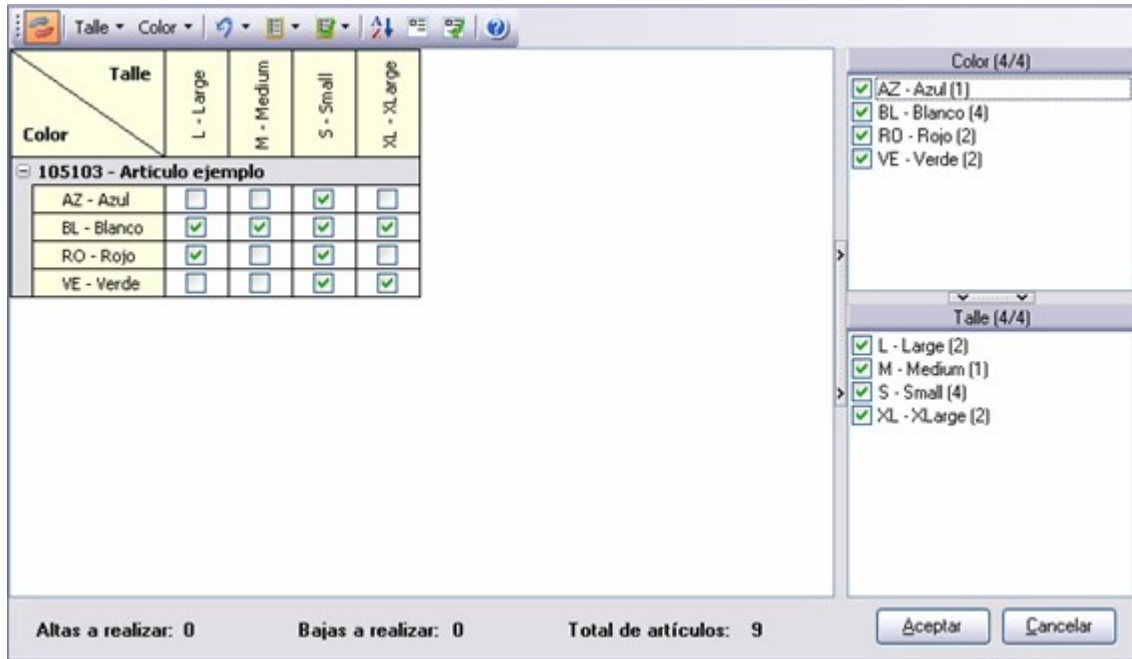 Talle Color
Talle
Color
L - Large
M - Medium
S - Small
XL - XLarge
105103 - Articulo ejemplo
AZ - Azul
BL - Blanco
RO - Rojo
VE - Verde
Color (4/4)
AZ - Azul (1)
BL - Blanco (4)
RO - Rojo (2)
VE - Verde (2)
Talle (4/4)
L - Large (2)
M - Medium (1)
S - Small (4)
XL - XLarge (2)
Altas a realizar: 0 Bajas a realizar: 0 Total de artículos: 9 Aceptar Cancelar